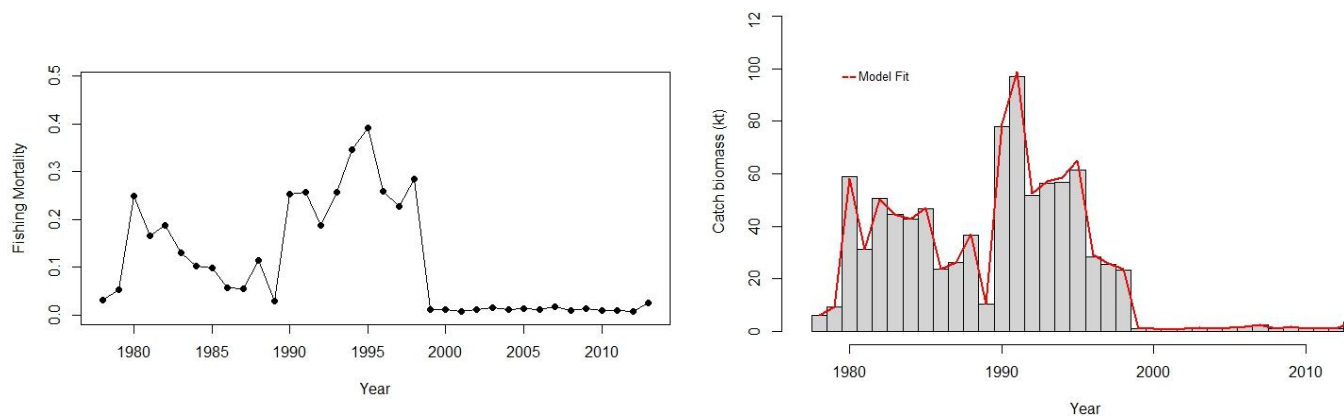 Fishing Mortality
0.5
0.4
0.3
0.2
0.1
0.0
1980 1985 1990 1995 2000 2005 2010
Year
Catch biomass (kt)
12
100
80
60
40
20
0
Model Fit
1980 1990 2000 2010
Year